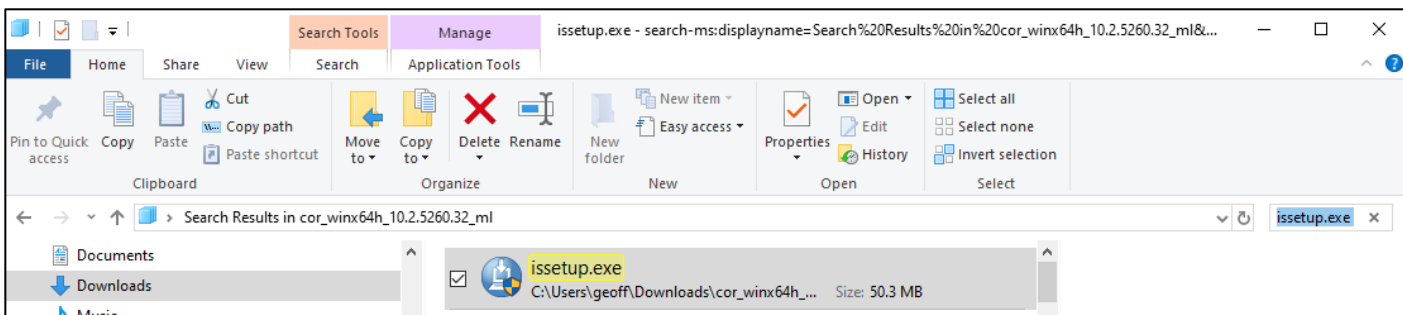 Search Tools
Manage
issetup.exe - search-ms:displayname=Search%20Results%20in%20cor_winx64h_10.2.5260.32_ml&...
File
Home
Share
View
Search
Application Tools
Pin to Quick access
Copy
Paste
Cut
Copy path
Paste shortcut
Move to
Copy to
Delete
Rename
New folder
New item
Easy access
Properties
Open
Edit
History
Select all
Select none
Invert selection
Clipboard
Organize
New
Open
Select
Search Results in cor_winx64h_10.2.5260.32_ml
issetup.exe
Documents
Downloads
Music
issetup.exe
C:\Users\geoff\Downloads\cor_winx64h_... Size: 50.3 MB